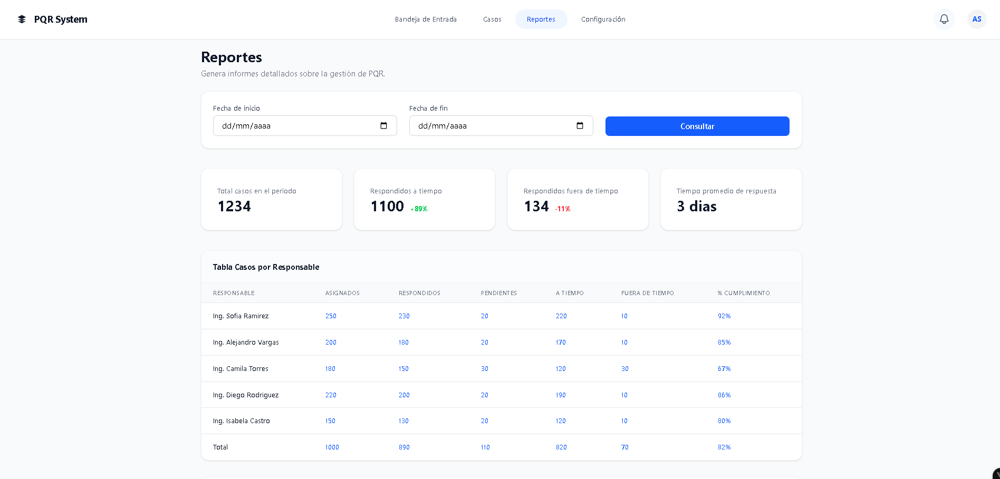 PQR System
Bandeja de Entrada Casos Reportes Configuración
AS
Reportes
Genera informes detallados sobre la gestión de PQR.
Fecha de inicio Fecha de fin
dd/mm/aaaa dd/mm/aaaa Consultar
Total casos en el periodo
1234
Respondidos a tiempo
1100 +89%
Respondidos fuera de tiempo
134 -11%
Tiempo promedio de respuesta
3 dias
Tabla Casos por Responsable
RESPONSABLE ASIGNADOS RESPONDIDOS PENDIENTES A TIEMPO FUERA DE TIEMPO % CUMPLIMIENTO
Ing. Sofia Ramirez 250 230 20 220 10 92%
Ing. Alejandro Vargas 200 180 20 170 10 85%
Ing. Camila Torres 180 150 30 120 30 67%
Ing. Diego Rodriguez 220 200 20 190 10 86%
Ing. Isabela Castro 150 130 20 120 10 80%
Total 1000 890 110 820 70 82%